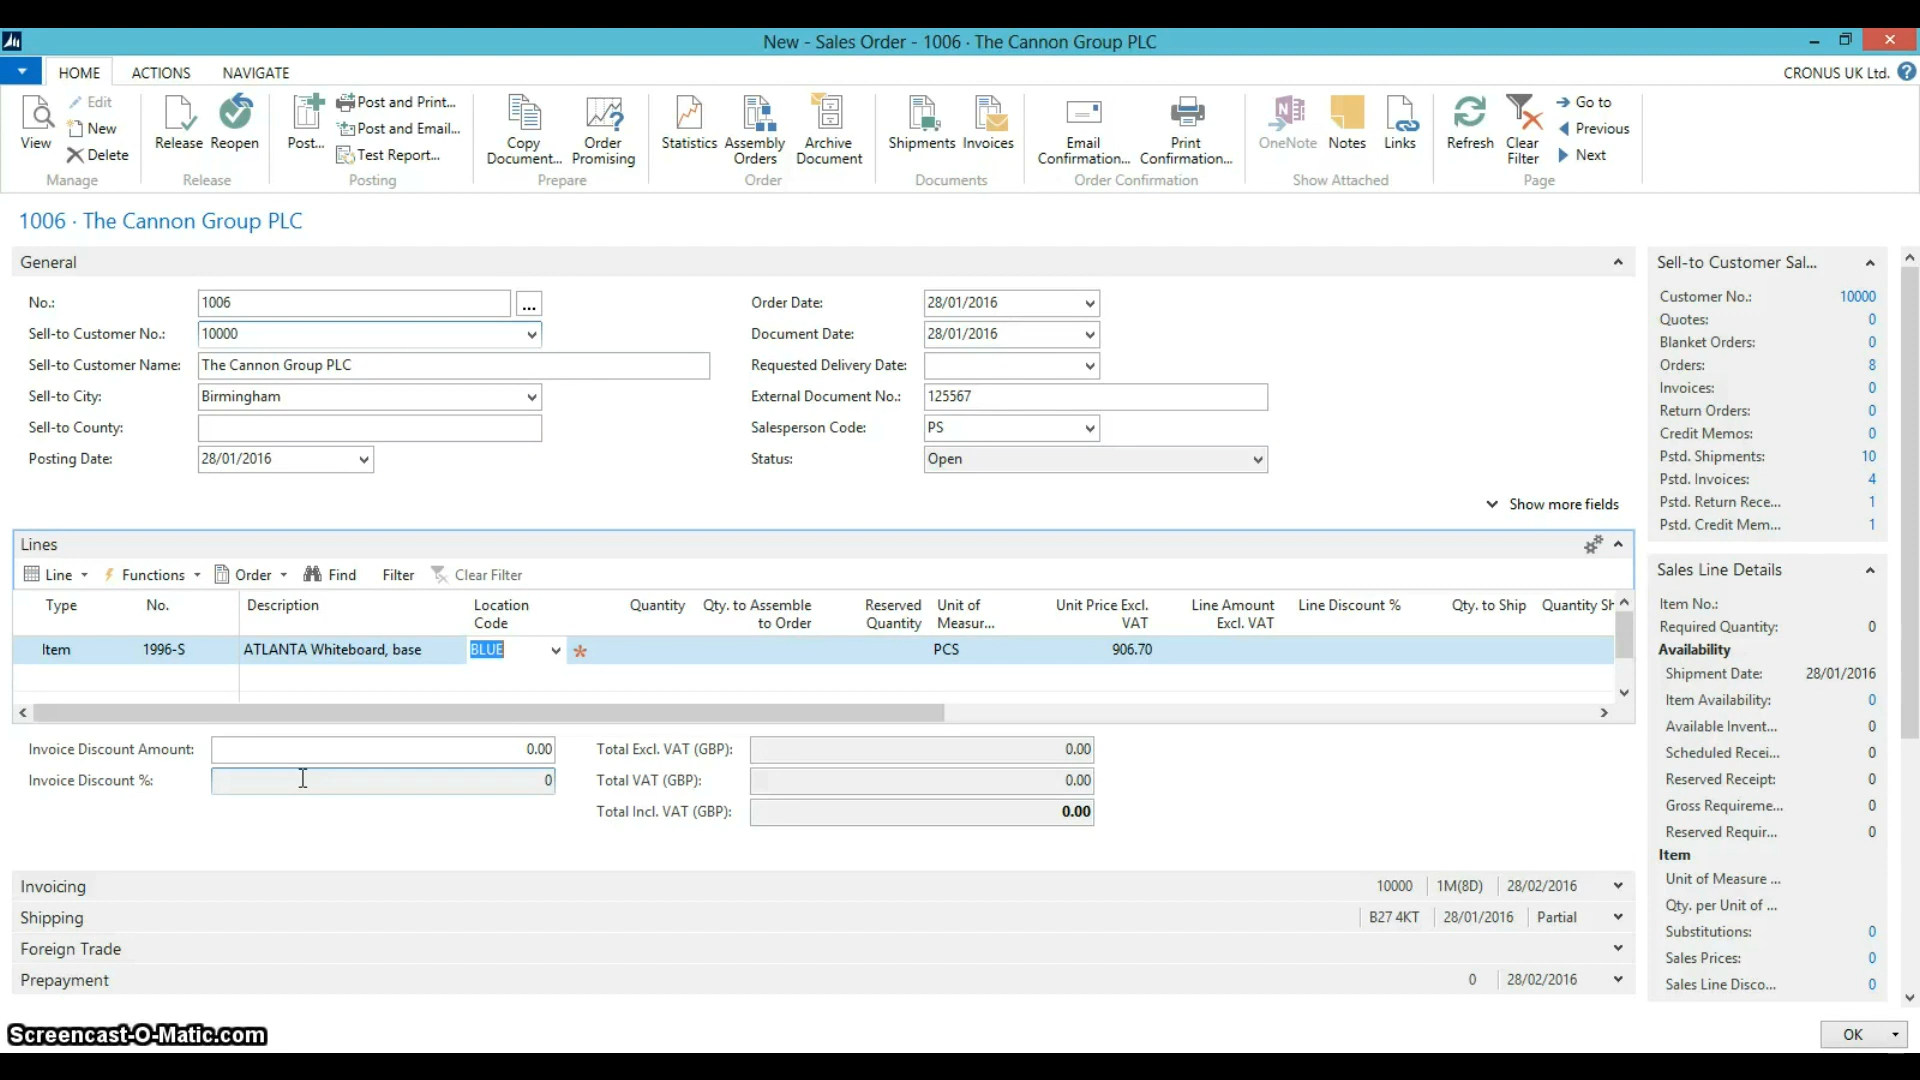 New - Sales Order - 1006 · The Cannon Group PLC
HOME ACTIONS NAVIGATE CRONUS UK Ltd. ?
View Edit New Delete Release Reopen Post... Post and Print... Post and Email... Test Report... Copy Document... Order Promising Statistics Assembly Orders Archive Document Shipments Invoices Email Confirmation... Print Confirmation... OneNote Notes Links Refresh Clear Filter Go to Previous Next
Manage Release Posting Prepare Order Documents Order Confirmation Show Attached Page
1006 · The Cannon Group PLC
General
No.: 1006 ...
Sell-to Customer No.: 10000
Sell-to Customer Name: The Cannon Group PLC
Sell-to City: Birmingham
Sell-to County:
Posting Date: 28/01/2016
Order Date: 28/01/2016
Document Date: 28/01/2016
Requested Delivery Date:
External Document No.: 125567
Salesperson Code: PS
Status: Open
Show more fields
Lines
Line Functions Order Find Filter Clear Filter
Type No. Description Location Code Quantity Qty. to Assemble to Order Reserved Quantity Unit of Measur... Unit Price Excl. VAT Line Amount Excl. VAT Line Discount % Qty. to Ship Quantity Sh
Item 1996-S ATLANTA Whiteboard, base BLUE PCS 906.70
Invoice Discount Amount: 0.00
Invoice Discount %: 0
Total Excl. VAT (GBP): 0.00
Total VAT (GBP): 0.00
Total Incl. VAT (GBP): 0.00
Invoicing 10000 1M(8D) 28/02/2016
Shipping B27 4KT 28/01/2016 Partial
Foreign Trade
Prepayment 0 28/02/2016
Sell-to Customer Sal...
Customer No.: 10000
Quotes: 0
Blanket Orders: 0
Orders: 8
Invoices: 0
Return Orders: 0
Credit Memos: 0
Pstd. Shipments: 10
Pstd. Invoices: 4
Pstd. Return Rece... 1
Pstd. Credit Mem... 1
Sales Line Details
Item No.:
Required Quantity: 0
Availability
Shipment Date: 28/01/2016
Item Availability: 0
Available Invent... 0
Scheduled Recei... 0
Reserved Receipt: 0
Gross Requireme... 0
Reserved Requir... 0
Item
Unit of Measure ...
Qty. per Unit of ...
Substitutions: 0
Sales Prices: 0
Sales Line Disco... 0
OK
Screencast-O-Matic.com